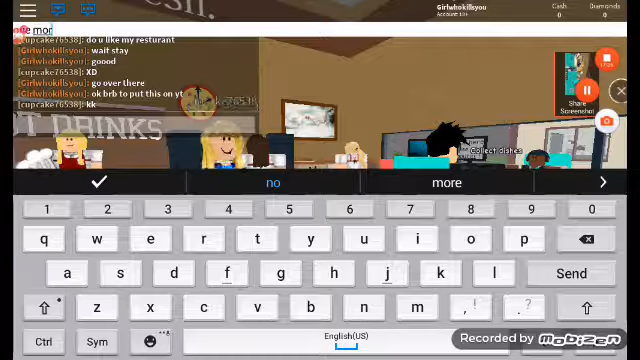 Girlwhokillsyou
Account: 13+
Cash
0
Diamonds
0
mor
[cupcake76538]: do u like my resturant
[Girlwhokillsyou]: wait stay
[Girlwhokillsyou]: goood
[cupcake76538]: XD
[Girlwhokillsyou]: go over there
[Girlwhokillsyou]: ok brb to put this on yt
[cupcake76538]: kk
DRINKS
Collect dishes
Share
Screenshot
no more
1 2 3 4 5 6 7 8 9 0
q w e r t y u i o p
a s d f g h j k l Send
z x c v b n m , ! . ?
Ctrl Sym English(US)
Recorded by
Mobizen